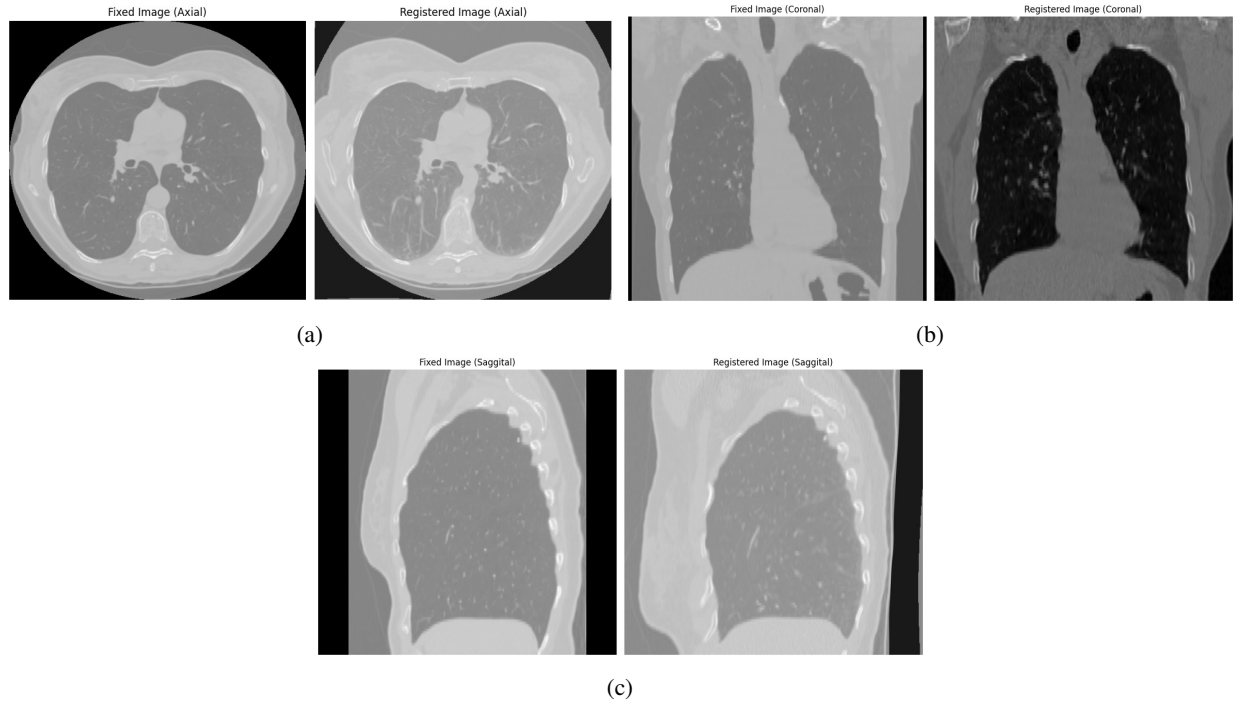 Fixed Image (Axial)
Registered Image (Axial)
Fixed Image (Coronal)
Registered Image (Coronal)
(a)
(b)
Fixed Image (Saggital)
Registered Image (Saggital)
(c)